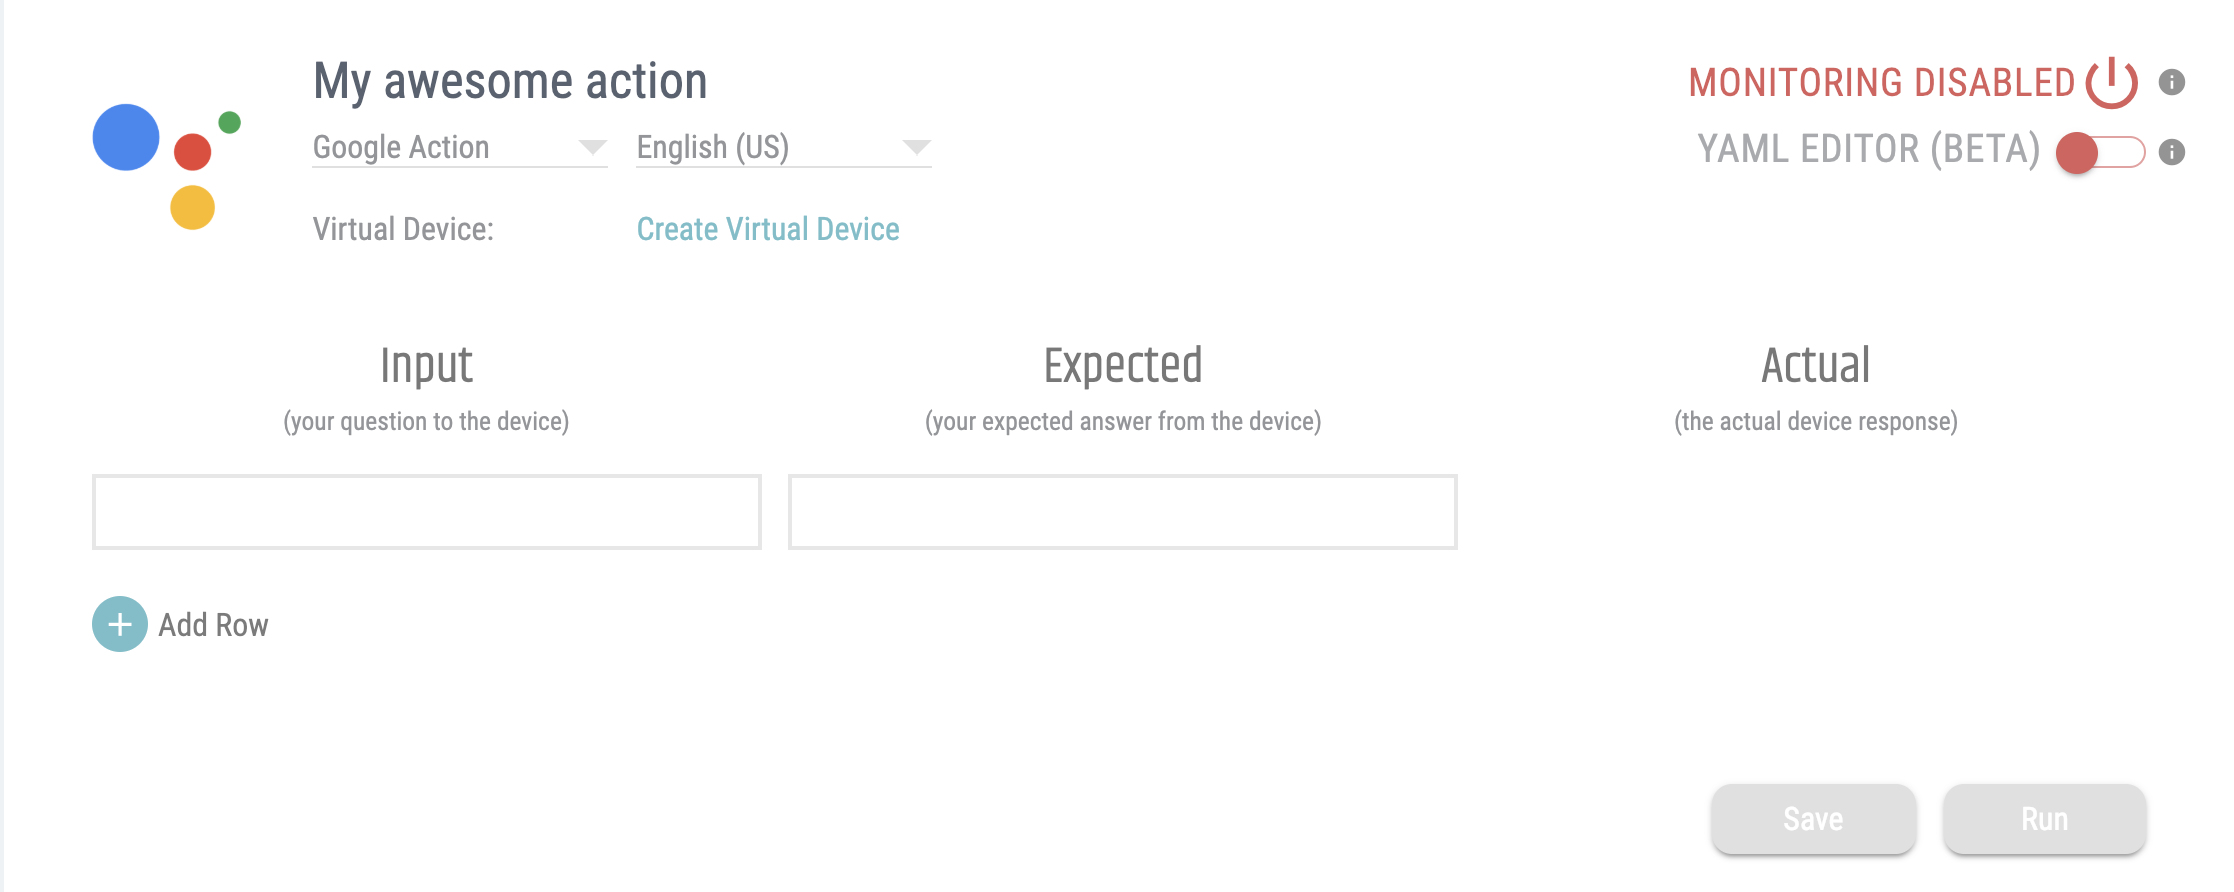 My awesome action
MONITORING DISABLED
Google Action
English (US)
YAML EDITOR (BETA)
Virtual Device:
Create Virtual Device
Input
Expected
Actual
(your question to the device)
(your expected answer from the device)
(the actual device response)
Add Row
Save
Run